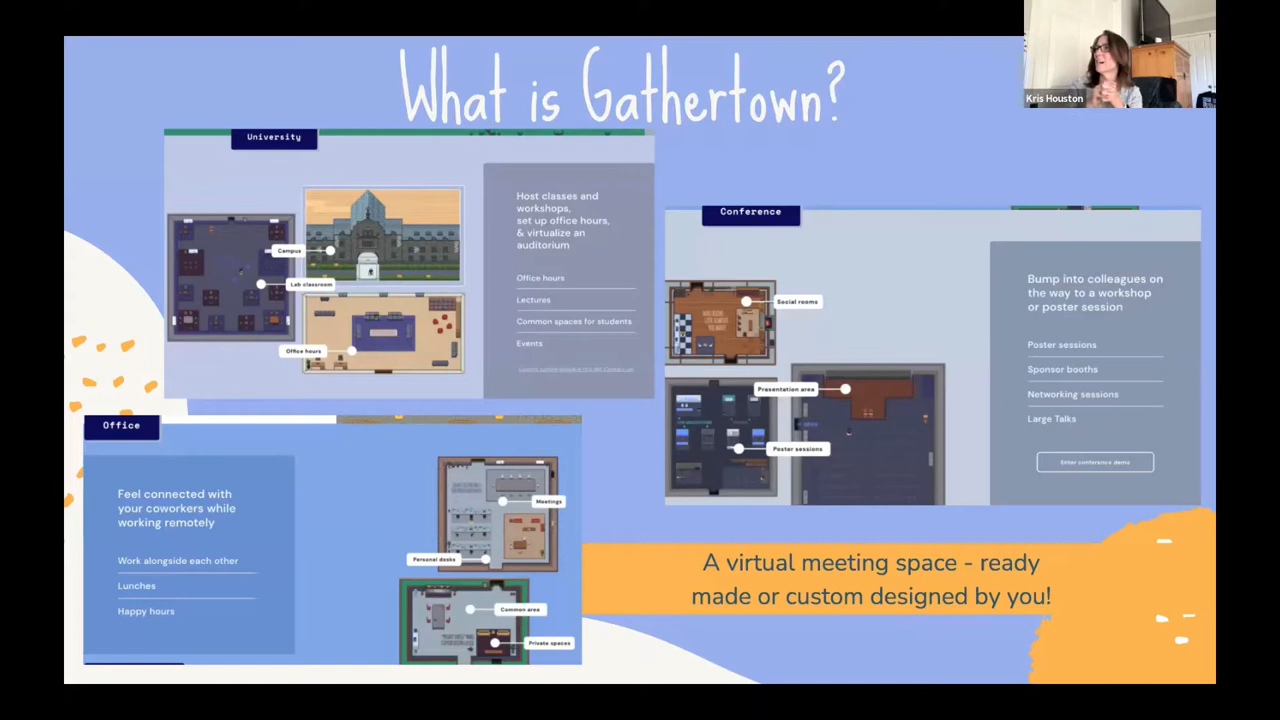 What is Gathertown?
Kris Houston
University
Campus
Lab classroom
Office hours
Host classes and
workshops,
set up office hours,
& virtualize an
auditorium
Office hours
Lectures
Common spaces for students
Events
Conference
Social rooms
Presentation area
Poster sessions
Bump into colleagues on
the way to a workshop
or poster session
Poster sessions
Sponsor booths
Networking sessions
Large Talks
Enter conference demo
Office
Feel connected with
your coworkers while
working remotely
Work alongside each other
Lunches
Happy hours
Meetings
Personal desks
Common area
Private spaces
A virtual meeting space - ready
made or custom designed by you!